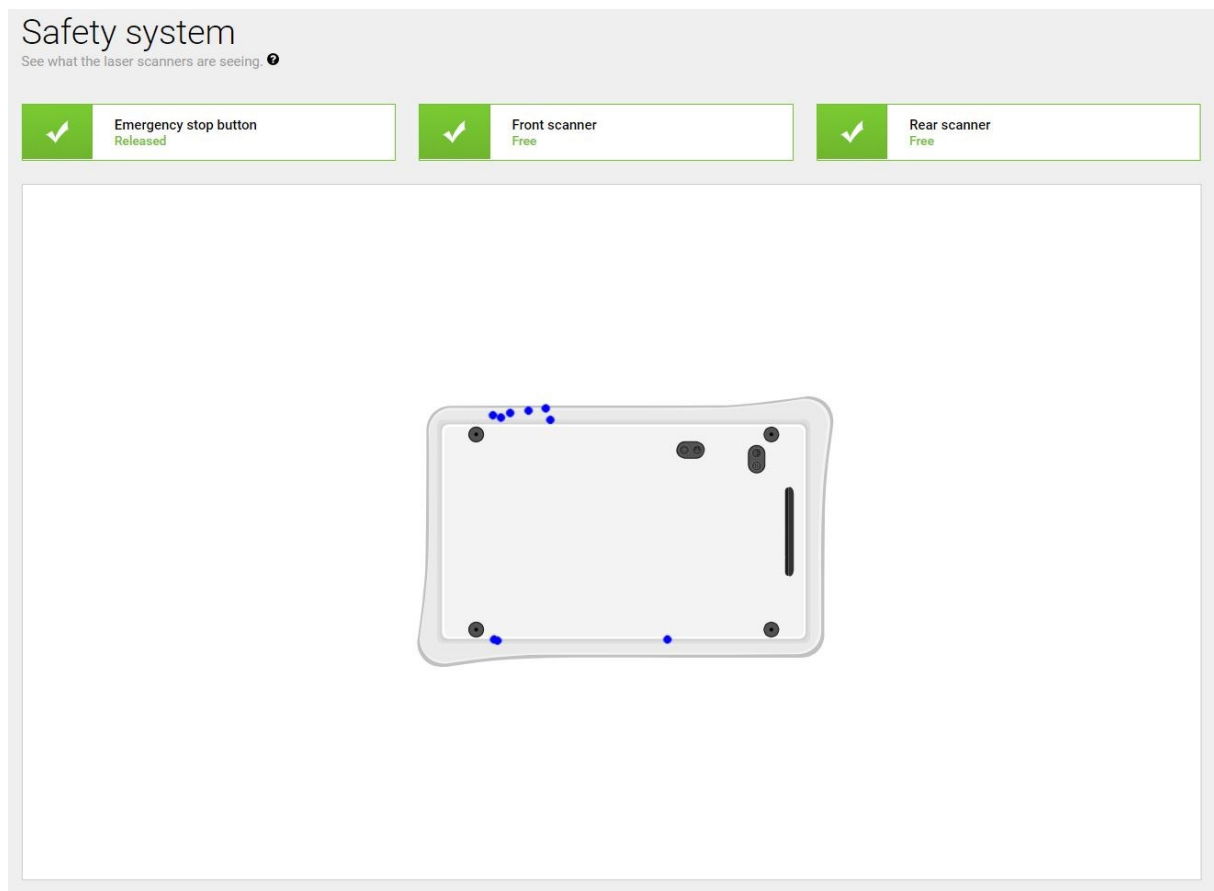 Safety system
See what the laser scanners are seeing.
Emergency stop button
Released
Front scanner
Free
Rear scanner
Free